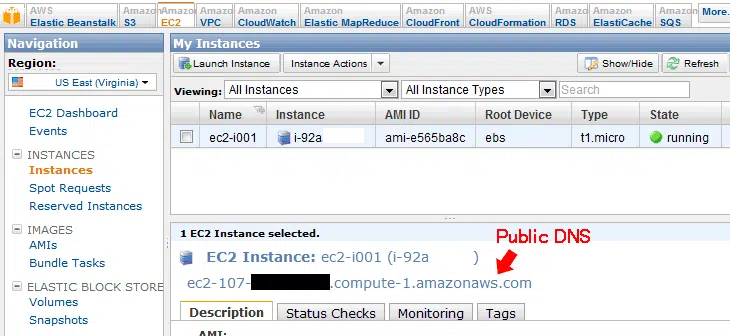 AWS Amazon Amazon Amazon Amazon Amazon Amazon AWS Amazon Amazon Amazon
Elastic Beanstalk S3 EC2 VPC CloudWatch Elastic MapReduce CloudFront CloudFormation RDS ElastiCache SQS More.
Navigation
Region:
US East (Virginia)
EC2 Dashboard
Events
INSTANCES
Instances
Spot Requests
Reserved Instances
IMAGES
AMIs
Bundle Tasks
ELASTIC BLOCK STORE
Volumes
Snapshots
My Instances
Launch Instance Instance Actions Show/Hide Refresh
Viewing: All Instances All Instance Types Search
Name Instance AMI ID Root Device Type State
ec2-i001 i-92a ami-e565ba8c ebs t1.micro running
1 EC2 Instance selected.
Public DNS
EC2 Instance: ec2-i001 (i-92a )
ec2-107- .compute-1.amazonaws.com
Description Status Checks Monitoring Tags
AMI: